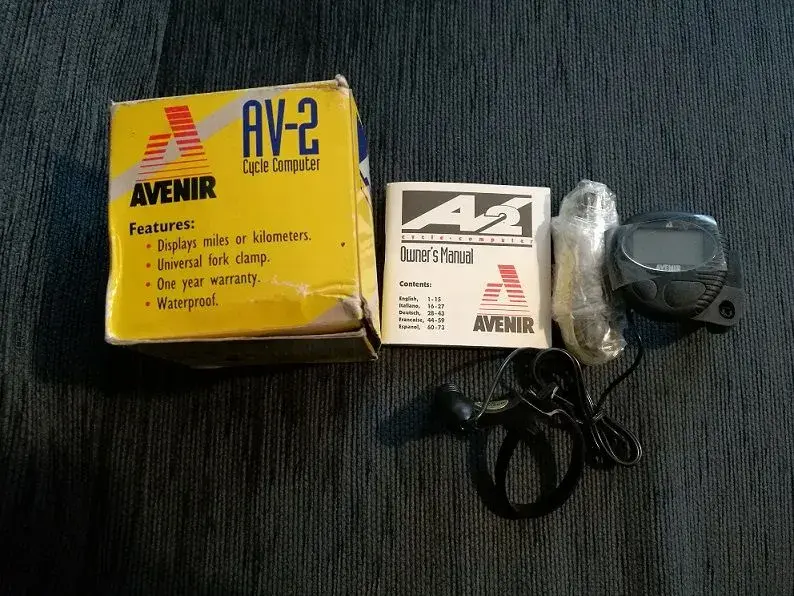 AV-2
Cycle Computer
AVENIR
Features:
• Displays miles or kilometers.
• Universal fork clamp.
• One year warranty.
• Waterproof.
A2
cycle-computer
Owner's Manual
Contents:
English, 1-15
Italiano, 16-27
Deutsch, 28-43
Francaise, 44-59
Espanol, 60-73
AVENIR
AVENIR